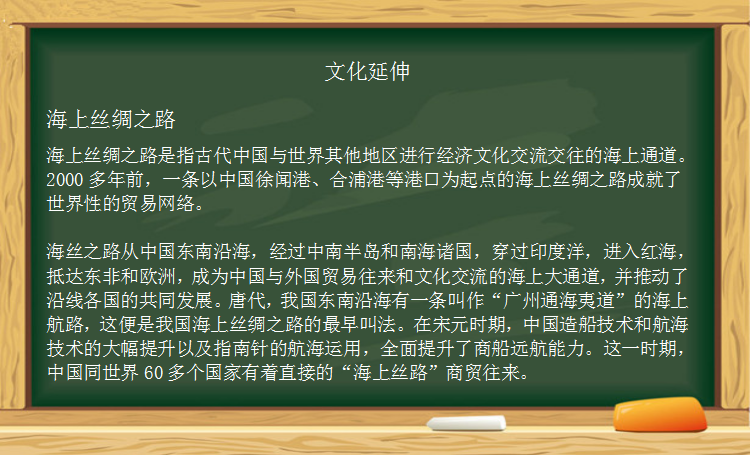 文化延伸
海上丝绸之路
海上丝绸之路是指古代中国与世界其他地区进行经济文化交流交往的海上通道。
2000 多年前，一条以中国徐闻港、合浦港等港口为起点的海上丝绸之路成就了
世界性的贸易网络。
海丝之路从中国东南沿海，经过中南半岛和南海诸国，穿过印度洋，进入红海，
抵达东非和欧洲，成为中国与外国贸易往来和文化交流的海上大通道，并推动了
沿线各国的共同发展。唐代，我国东南沿海有一条叫作“广州通海夷道”的海上
航路，这便是我国海上丝绸之路的最早叫法。在宋元时期，中国造船技术和航海
技术的大幅提升以及指南针的航海运用，全面提升了商船远航能力。这一时期，
中国同世界 60 多个国家有着直接的“海上丝路”商贸往来。